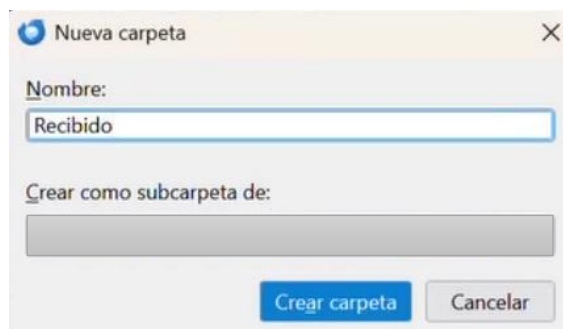 Nueva carpeta
Nombre:
Recibido
Crear como subcarpeta de:
Crear carpeta
Cancelar